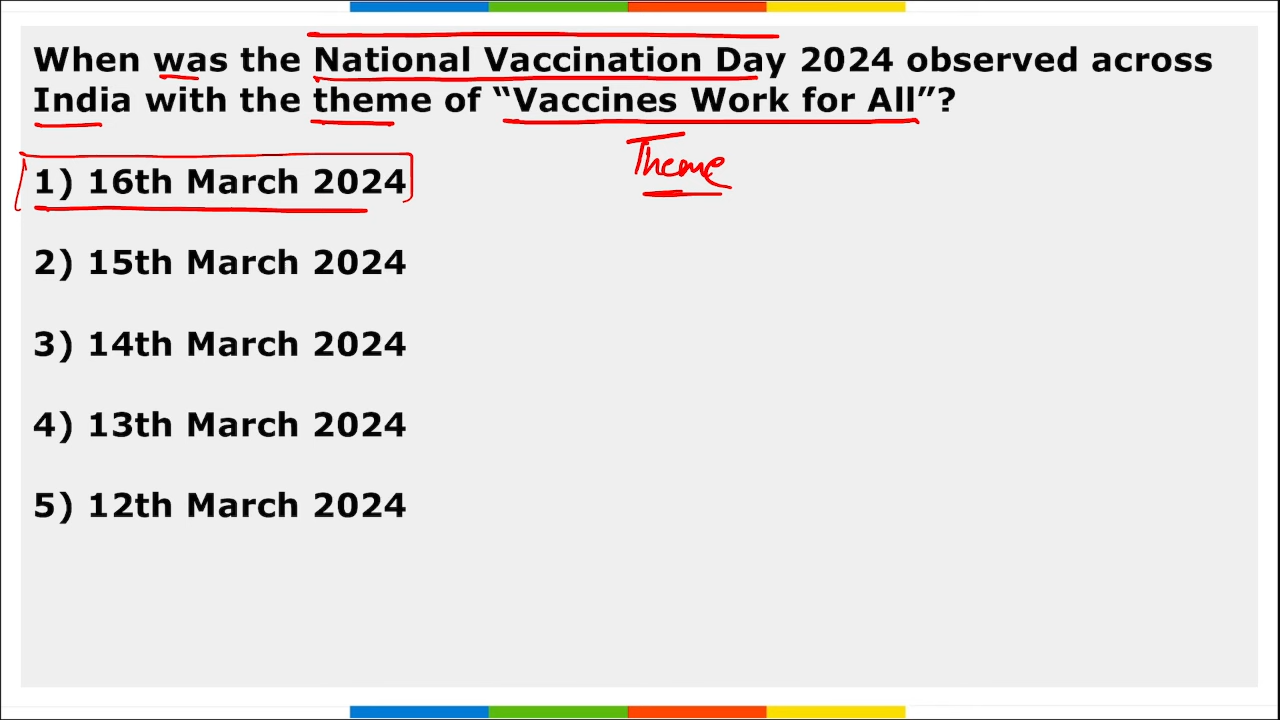 When was the National Vaccination Day 2024 observed across
India with the theme of “Vaccines Work for All”?
Theme
1) 16th March 2024
2) 15th March 2024
3) 14th March 2024
4) 13th March 2024
5) 12th March 2024